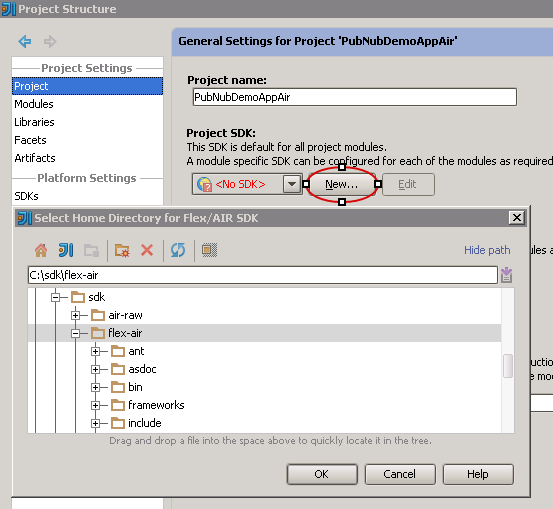 Project Structure
Project Settings
Project
Modules
Libraries
Facets
Artifacts
Platform Settings
SDKs
General Settings for Project 'PubNubDemoAppAir'
Project name:
PubNubDemoAppAir
Project SDK:
This SDK is default for all project modules.
A module specific SDK can be configured for each of the modules as required
<No SDK>
New...
Edit
Select Home Directory for Flex/AIR SDK
Hide path
C:\sdk\flex-air
sdk
air-raw
flex-air
ant
asdoc
bin
frameworks
include
Drag and drop a file into the space above to quickly locate it in the tree.
OK
Cancel
Help